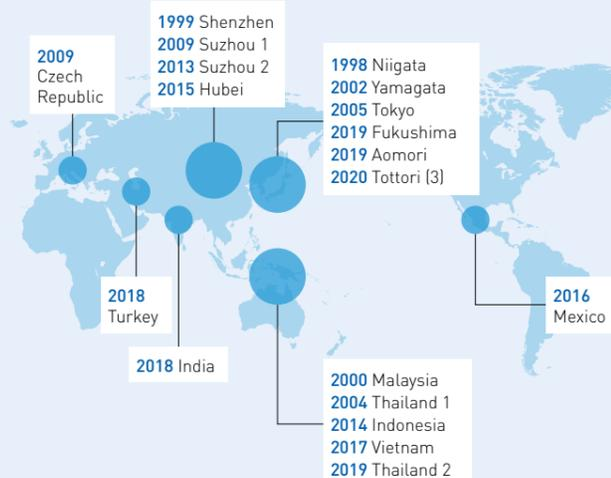 2009
Czech
Republic
1999 Shenzhen
2009 Suzhou 1
2013 Suzhou 2
2015 Hubei
1998 Niigata
2002 Yamagata
2005 Tokyo
2019 Fukushima
2019 Aomori
2020 Tottori (3)
2018
Turkey
2018 India
2000 Malaysia
2004 Thailand 1
2014 Indonesia
2017 Vietnam
2019 Thailand 2
2016
Mexico